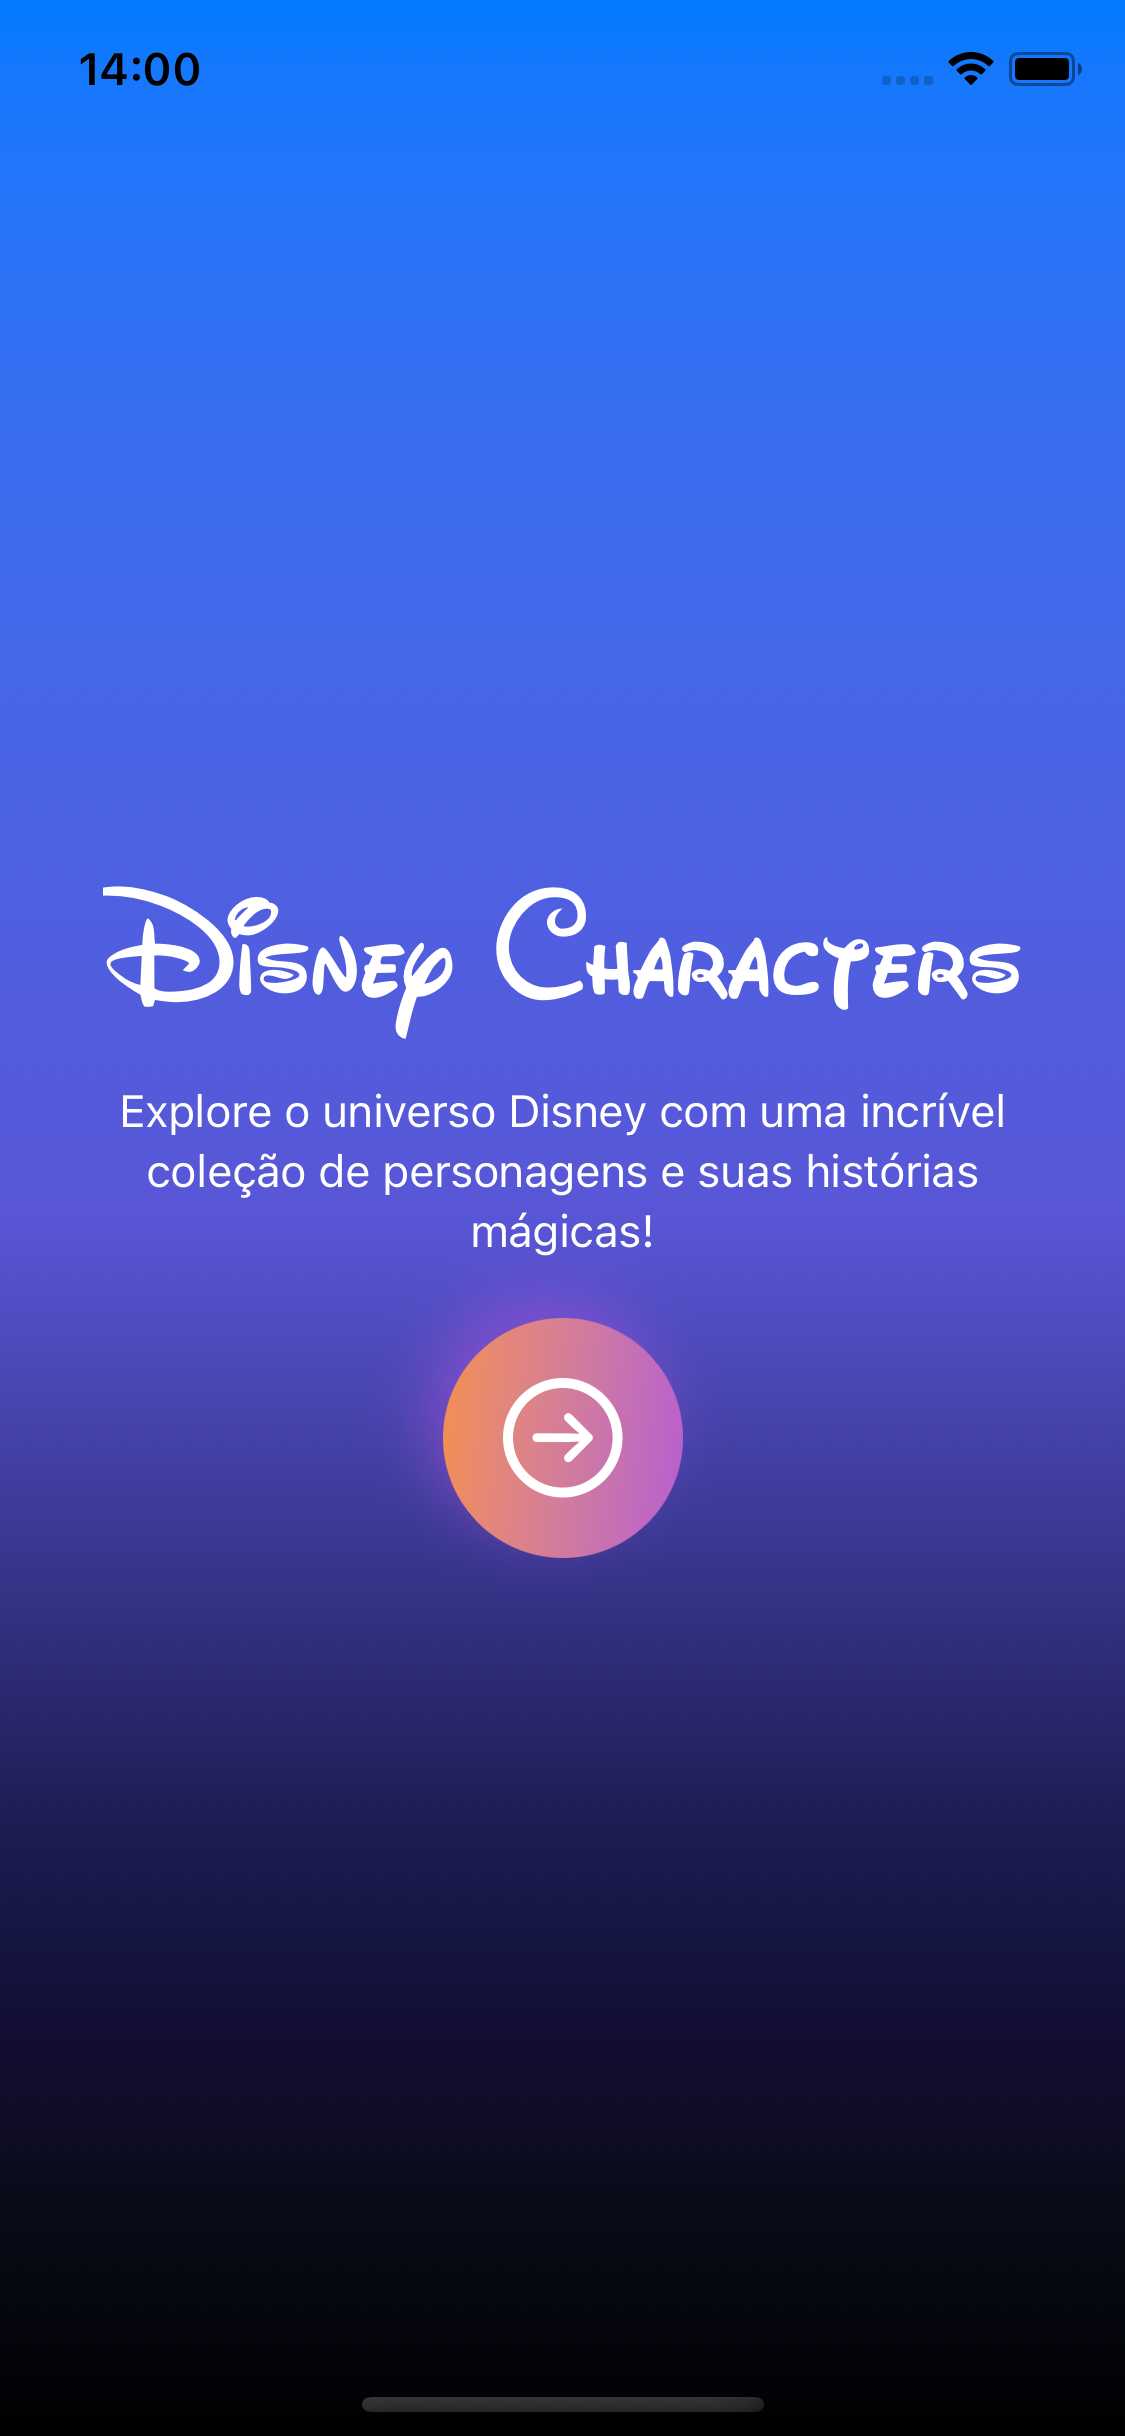 14:00
Disney Characters
Explore o universo Disney com uma incrível
coleção de personagens e suas histórias
mágicas!